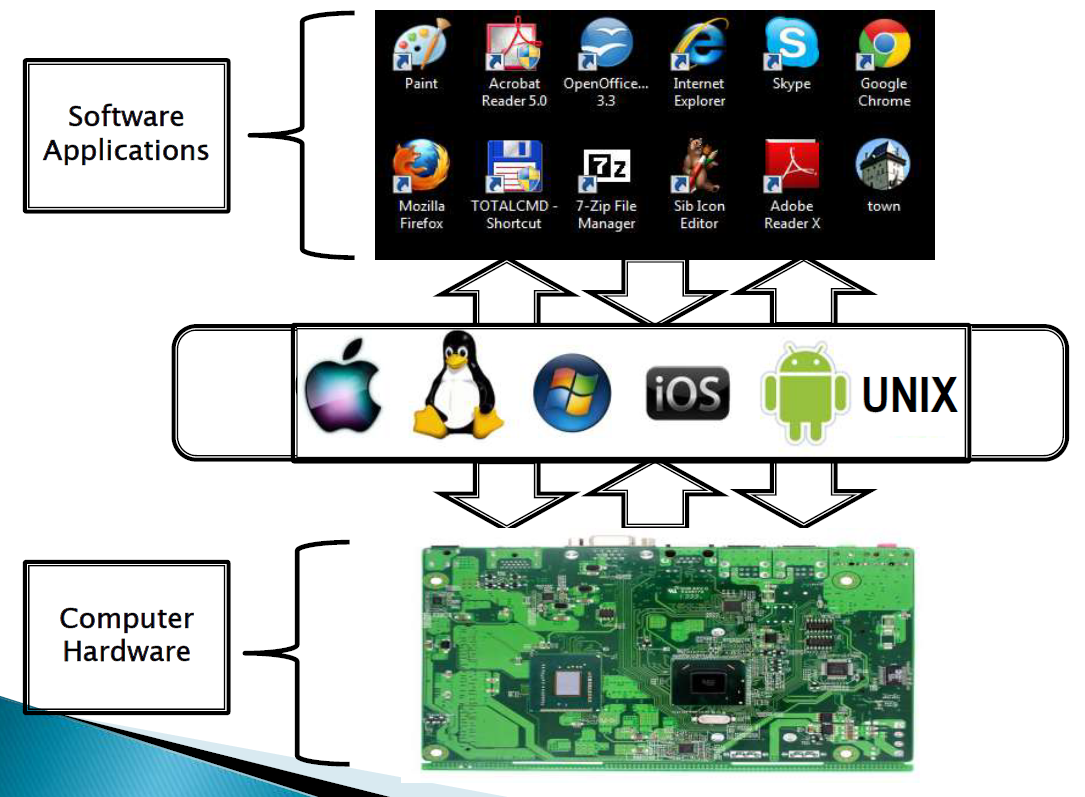 Software
Applications
Paint
Acrobat
Reader 5.0
OpenOffice...
3.3
Internet
Explorer
Skype
Google
Chrome
Mozilla
Firefox
TOTALCMD -
Shortcut
7z
7-Zip File
Manager
Sib Icon
Editor
Adobe
Reader X
town
iOS
UNIX
Computer
Hardware